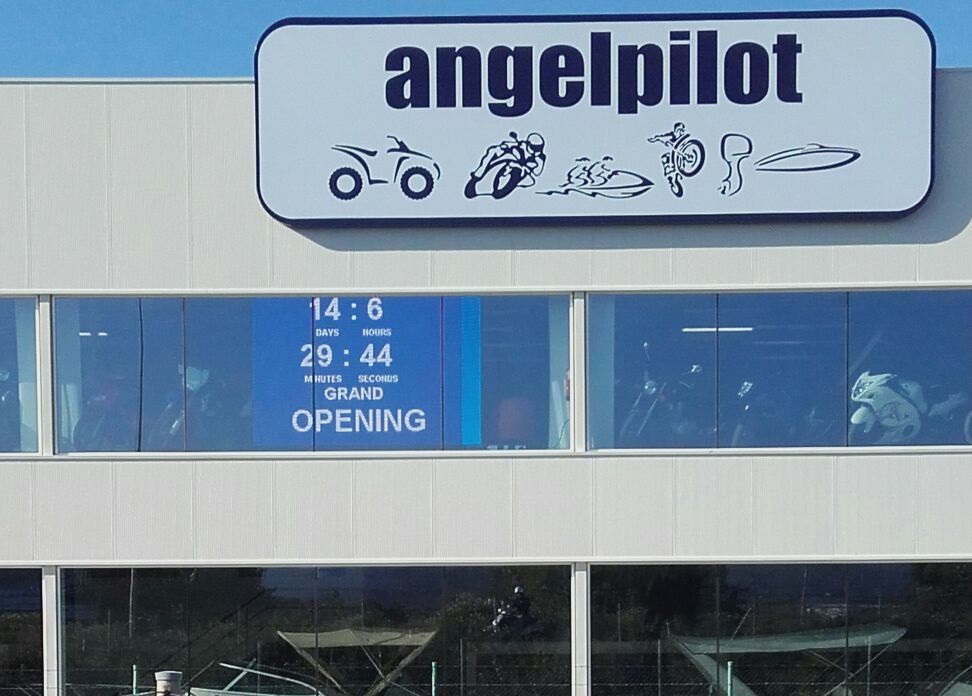 angelpilot
14 : 6
DAYS HOURS
29 : 44
MINUTES SECONDS
GRAND
OPENING